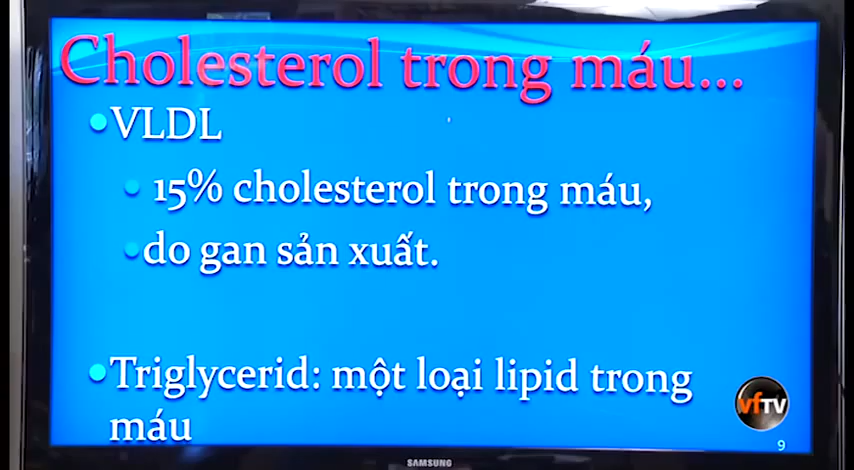 Cholesterol trong máu...
•VLDL
• 15% cholesterol trong máu,
•do gan sản xuất.
•Triglycerid: một loại lipid trong
máu
vfTV
9
SAMSUNG